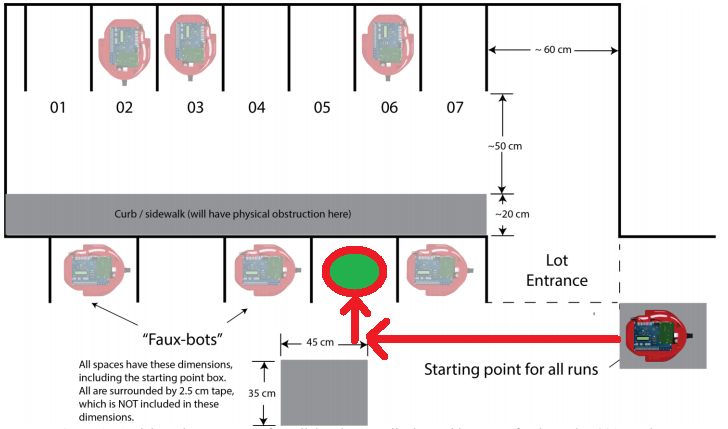 ~ 60 cm
01 02 03 04 05 06 07
~50 cm
Curb / sidewalk (will have physical obstruction here)
~20 cm
Lot
Entrance
"Faux-bots"
45 cm
Starting point for all runs
All spaces have these dimensions,
including the starting point box.
All are surrounded by 2.5 cm tape,
which is NOT included in these
dimensions.
35 cm